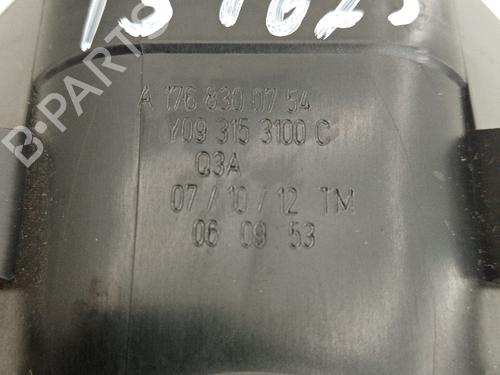 A 176 830 07 54
Y09 315 3100 C
Q3A
07 / 10 / 12 TM
06 09 53
B-PARTS